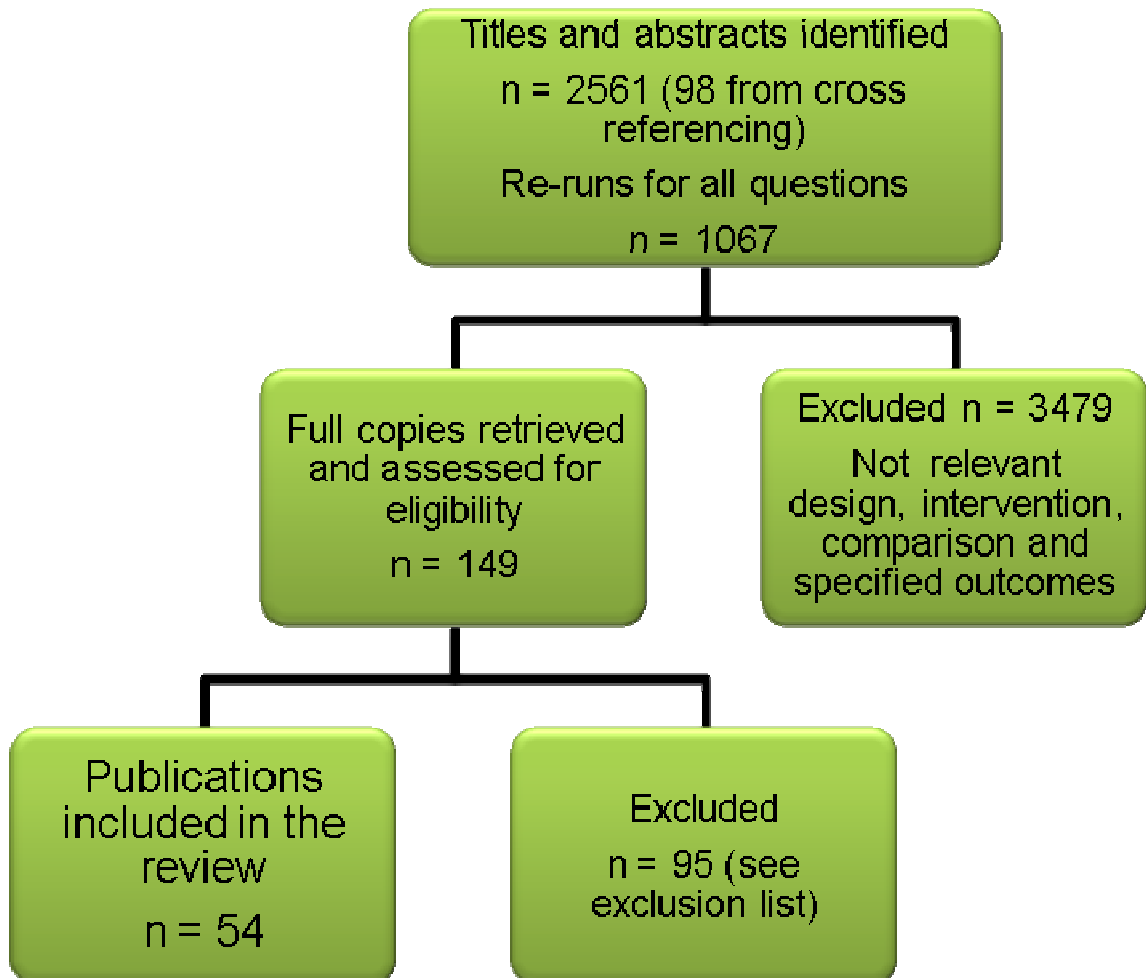 Titles and abstracts identified
n = 2561 (98 from cross
referencing)
Re-runs for all questions
n = 1067
Full copies retrieved
and assessed for
eligibility
n = 149
Excluded n = 3479
Not relevant
design, intervention,
comparison and
specified outcomes
Publications
included in the
review
n = 54
Excluded
n = 95 (see
exclusion list)